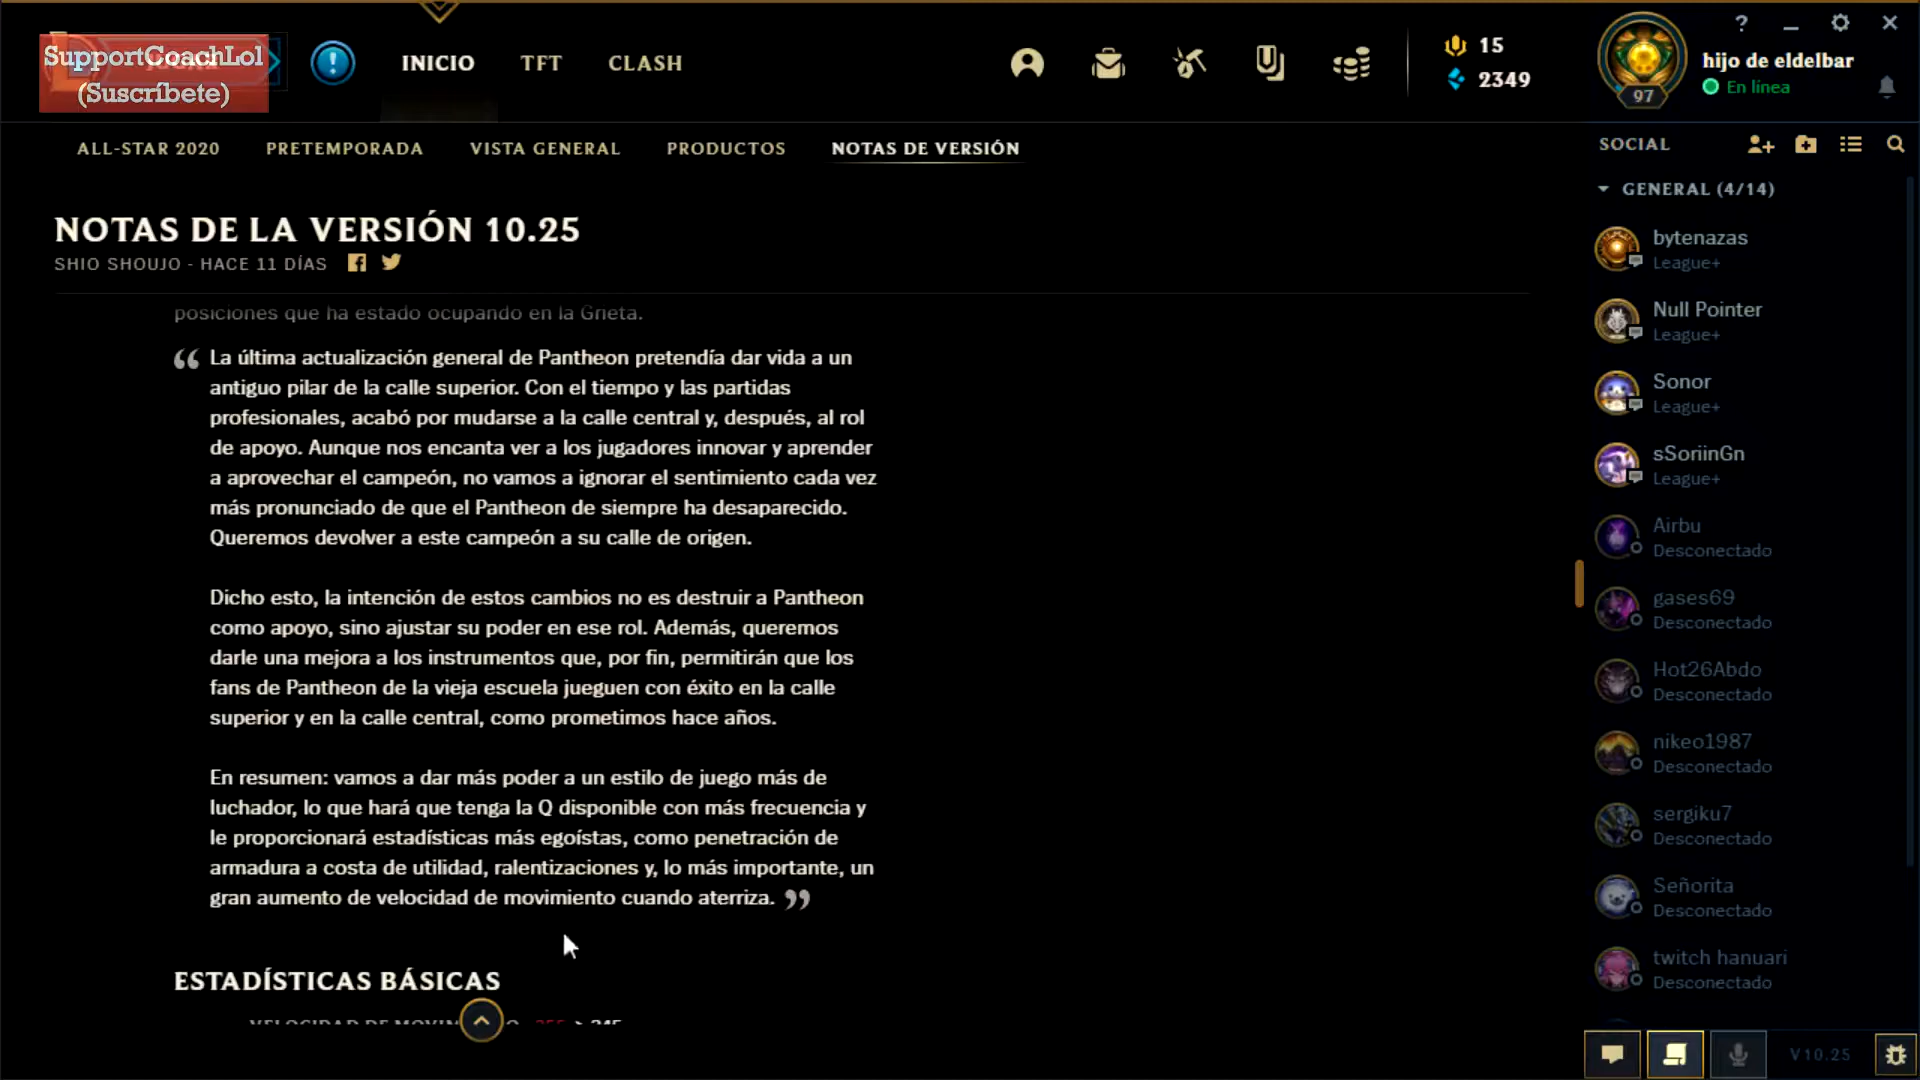 SupportCoachLol
(Suscríbete)
INICIO
TFT
CLASH
15
2349
?
hijo de eldelbar
En línea
97
ALL-STAR 2020
PRETEMPORADA
VISTA GENERAL
PRODUCTOS
NOTAS DE VERSIÓN
NOTAS DE LA VERSIÓN 10.25
SHIO SHOUJO - HACE 11 DÍAS
posiciones que ha estado ocupando en la Grieta.
“ La última actualización general de Pantheon pretendía dar vida a un
antiguo pilar de la calle superior. Con el tiempo y las partidas
profesionales, acabó por mudarse a la calle central y, después, al rol
de apoyo. Aunque nos encanta ver a los jugadores innovar y aprender
a aprovechar el campeón, no vamos a ignorar el sentimiento cada vez
más pronunciado de que el Pantheon de siempre ha desaparecido.
Queremos devolver a este campeón a su calle de origen.
Dicho esto, la intención de estos cambios no es destruir a Pantheon
como apoyo, sino ajustar su poder en ese rol. Además, queremos
darle una mejora a los instrumentos que, por fin, permitirán que los
fans de Pantheon de la vieja escuela jueguen con éxito en la calle
superior y en la calle central, como prometimos hace años.
En resumen: vamos a dar más poder a un estilo de juego más de
luchador, lo que hará que tenga la Q disponible con más frecuencia y
le proporcionará estadísticas más egoístas, como penetración de
armadura a costa de utilidad, ralentizaciones y, lo más importante, un
gran aumento de velocidad de movimiento cuando aterriza. ”
ESTADÍSTICAS BÁSICAS
VELOCIDAD DE
SOCIAL
GENERAL (4/14)
bytenazas
League+
Null Pointer
League+
Sonor
League+
sSoriinGn
League+
Airbu
Desconectado
gases69
Desconectado
Hot26Abdo
Desconectado
nikeo1987
Desconectado
sergiku7
Desconectado
Señorita
Desconectado
twitch hanuari
Desconectado
V10.25